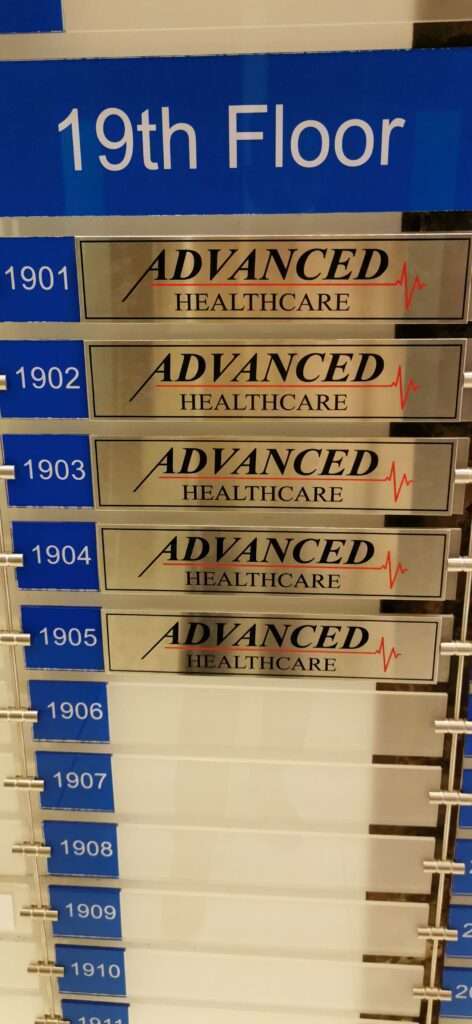 19th Floor
1901 ADVANCED
HEALTHCARE
1902 ADVANCED
HEALTHCARE
1903 ADVANCED
HEALTHCARE
1904 ADVANCED
HEALTHCARE
1905 ADVANCED
HEALTHCARE
1906
1907
1908
1909
1910
1911